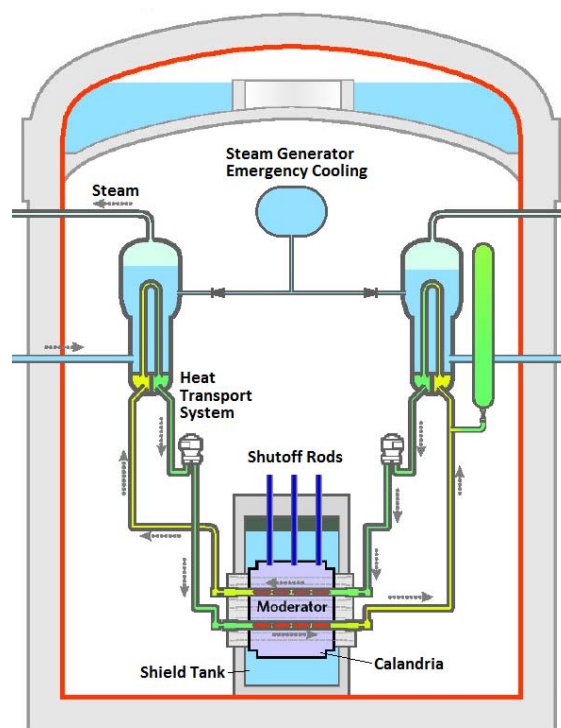 Steam Generator
Emergency Cooling
Steam
Heat
Transport
System
Shutoff Rods
Moderator
Calandria
Shield Tank